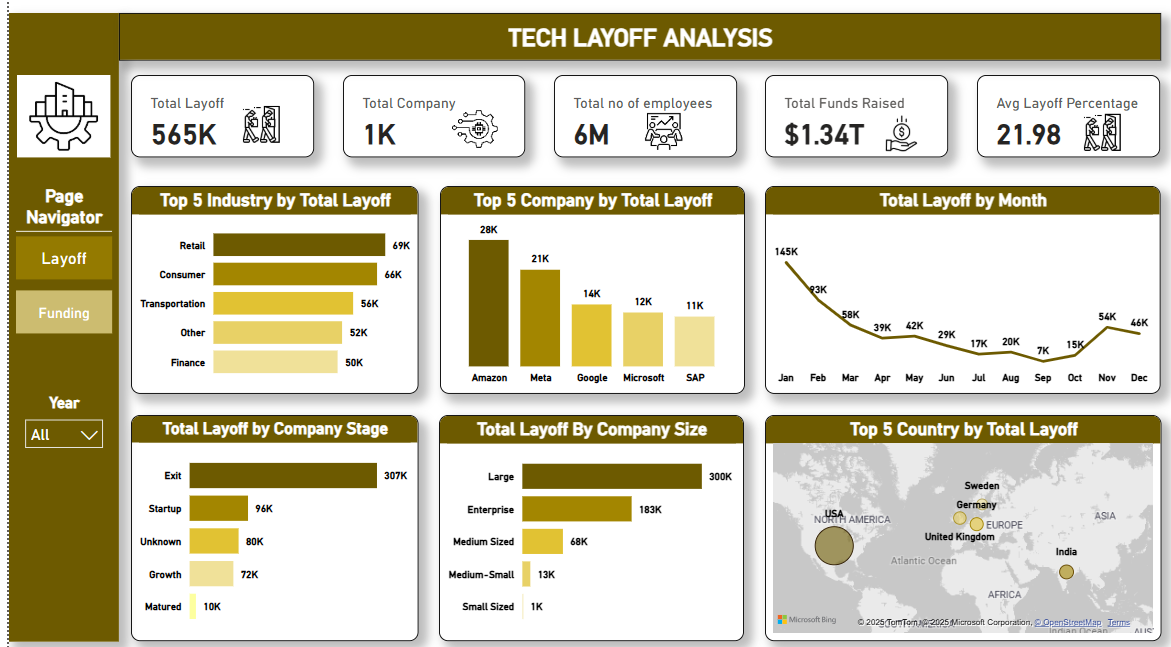 TECH LAYOFF ANALYSIS
Total Layoff
565K
Total Company
1K
Total no of employees
6M
Total Funds Raised
$1.34T
Avg Layoff Percentage
21.98
Page
Navigator
Layoff
Funding
Year
All
Top 5 Industry by Total Layoff
Retail 69K
Consumer 66K
Transportation 56K
Other 52K
Finance 50K
Top 5 Company by Total Layoff
28K
21K
14K
12K
11K
Amazon Meta Google Microsoft SAP
Total Layoff by Month
145K
93K
58K
39K
42K
29K
17K
20K
7K
15K
54K
46K
Jan Feb Mar Apr May Jun Jul Aug Sep Oct Nov Dec
Total Layoff by Company Stage
Exit 307K
Startup 96K
Unknown 80K
Growth 72K
Matured 10K
Total Layoff By Company Size
Large 300K
Enterprise 183K
Medium Sized 68K
Medium-Small 13K
Small Sized 1K
Top 5 Country by Total Layoff
Sweden
Germany
USA
NORTH AMERICA
EUROPE
ASIA
United Kingdom
India
Atlantic Ocean
AFRICA
Microsoft Bing
© 2025 TomTom, © 2025 Microsoft Corporation, © OpenStreetMap Terms
Indian Ocean